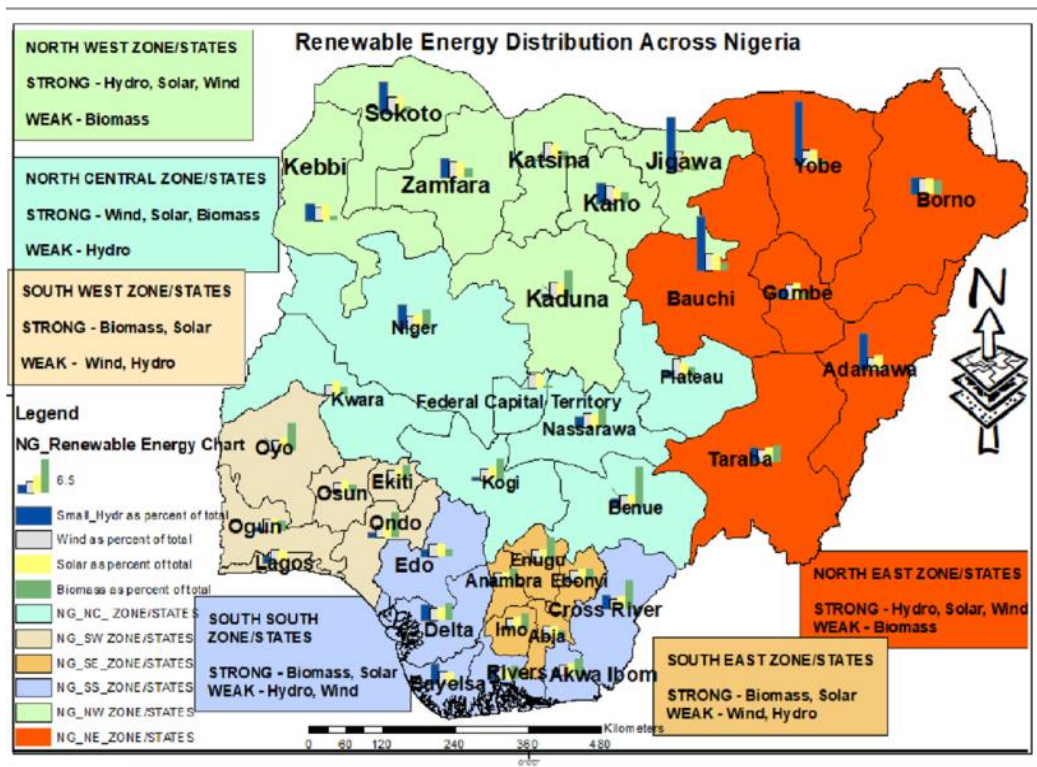 Renewable Energy Distribution Across Nigeria
NORTH WEST ZONE/STATES
STRONG - Hydro, Solar, Wind
WEAK - Biomass
NORTH CENTRAL ZONE/STATES
STRONG - Wind, Solar, Biomass
WEAK - Hydro
SOUTH WEST ZONE/STATES
STRONG - Biomass, Solar
WEAK - Wind, Hydro
Legend
NG_Renewable Energy Chart
6.5
Small_Hydr as percent of total
Wind as percent of total
Solar as percent of total
Biomass as percent of total
NG_NC_ ZONE/STATES
NG_SW ZONE/STATES
NG_SE_ZONE/STATES
NG_SS_ZONE/STATES
NG_NW ZONE/STATES
NG_NE_ZONE/STATES
Sokoto
Kebbi
Zamfara
Katsina
Kano
Jigawa
Yobe
Borno
Kaduna
Bauchi
Gombe
Adamawa
Niger
Plateau
Kwara
Federal Capital Territory
Nassarawa
Taraba
Oyo
Osun
Ekiti
Kogi
Benue
Ogun
Ondo
Lagos
Edo
Enugu
Anambra
Ebonyi
Cross River
Delta
Imo
Abja
Bayelsa
Rivers
Akwa Ibom
N
SOUTH SOUTH
ZONE/STATES
STRONG - Biomass, Solar
WEAK - Hydro, Wind
NORTH EAST ZONE/STATES
STRONG - Hydro, Solar, Wind
WEAK - Biomass
SOUTH EAST ZONE/STATES
STRONG - Biomass, Solar
WEAK - Wind, Hydro
Kilometers
0 60 120 240 360 480